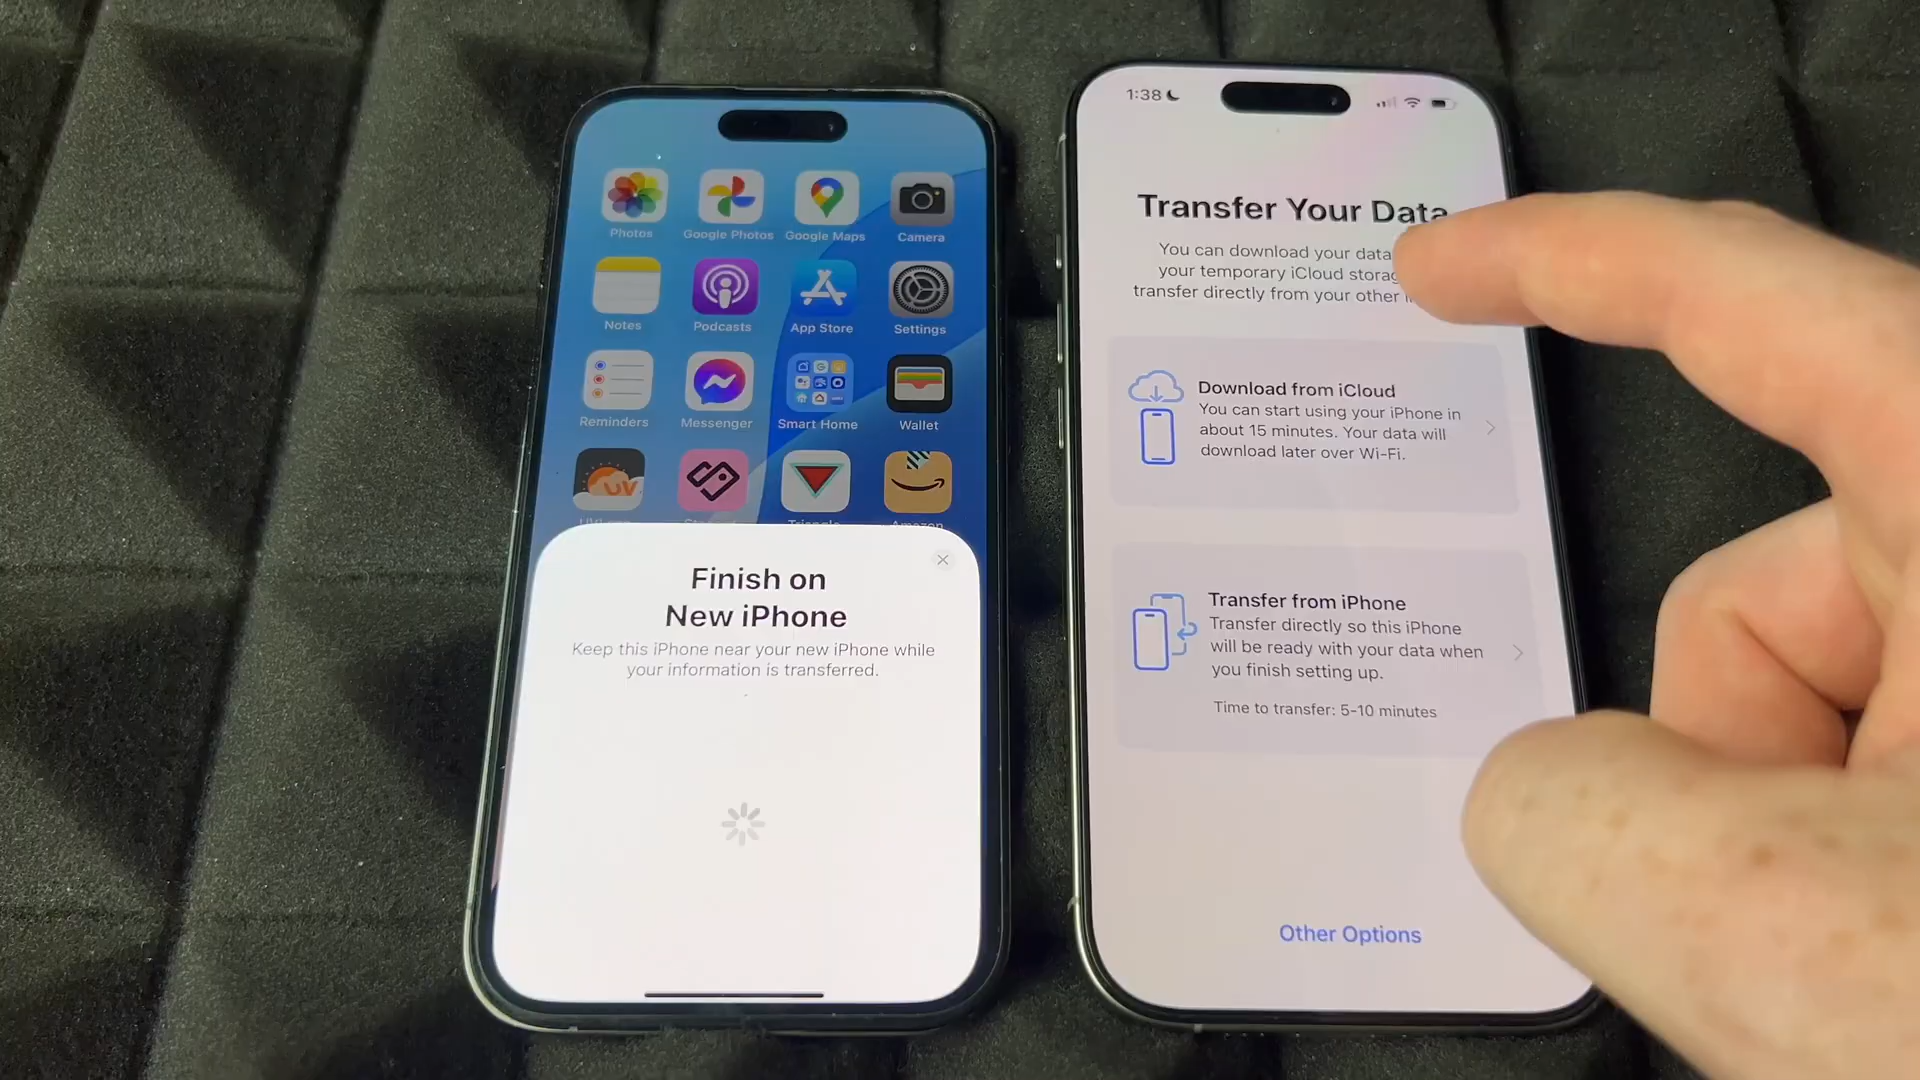 Photos Google Photos Google Maps Camera
Notes Podcasts App Store Settings
Reminders Messenger Smart Home Wallet
UV
Triangle Amazon
Finish on
New iPhone
Keep this iPhone near your new iPhone while
your information is transferred.
1:38
Transfer Your Data
You can download your data
your temporary iCloud storag
transfer directly from your other
Download from iCloud
You can start using your iPhone in
about 15 minutes. Your data will
download later over Wi-Fi.
Transfer from iPhone
Transfer directly so this iPhone
will be ready with your data when
you finish setting up.
Time to transfer: 5-10 minutes
Other Options